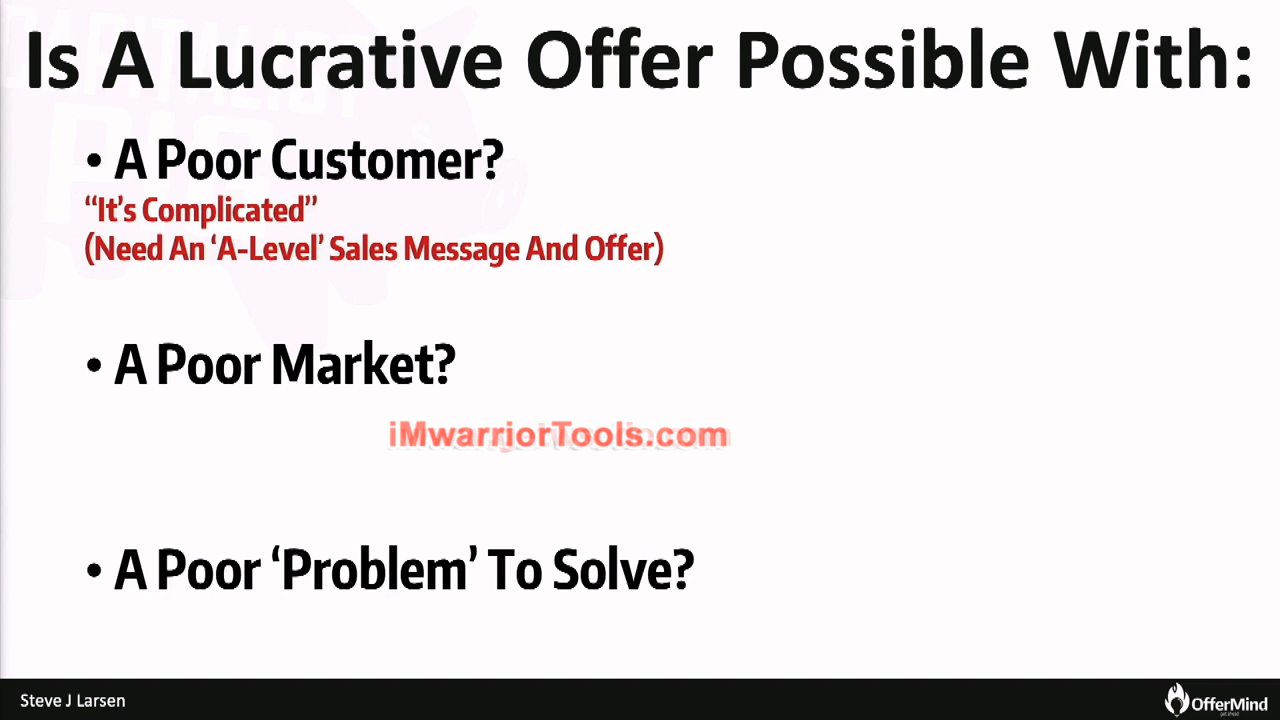 Is A Lucrative Offer Possible With:
• A Poor Customer?
“It’s Complicated”
(Need An ‘A-Level’ Sales Message And Offer)
• A Poor Market?
iMwarriorTools.com
• A Poor ‘Problem’ To Solve?
Steve J Larsen
OfferMind